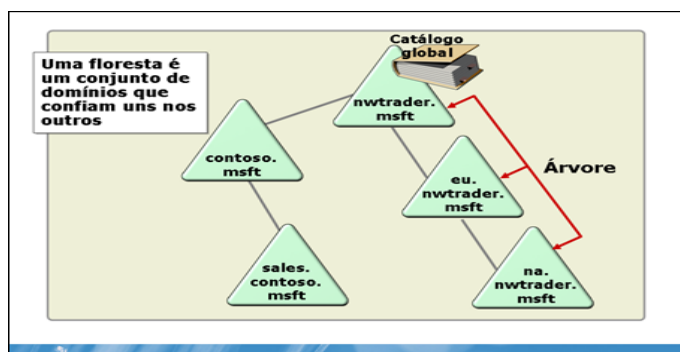 Catálogo
global
Uma floresta é
um conjunto de
domínios que
confiam uns nos
outros
nwtrader.
msft
contoso.
msft
Árvore
eu.
nwtrader.
msft
sales.
contoso.
msft
na.
nwtrader.
msft